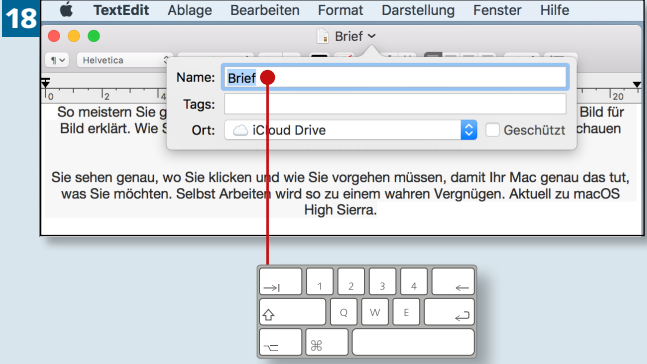 18
TextEdit Ablage Bearbeiten Format Darstellung Fenster Hilfe
Brief
Helvetica
Name: Brief
Tags:
Ort: iCloud Drive Geschützt
0 2 4 20
So meistern Sie Bild für
Bild erklärt. Wie schauen
Sie sehen genau, wo Sie klicken und wie Sie vorgehen müssen, damit Ihr Mac genau das tut,
was Sie möchten. Selbst Arbeiten wird so zu einem wahren Vergnügen. Aktuell zu macOS
High Sierra.
1 2 3 4
Q W E
⌥ ⌘